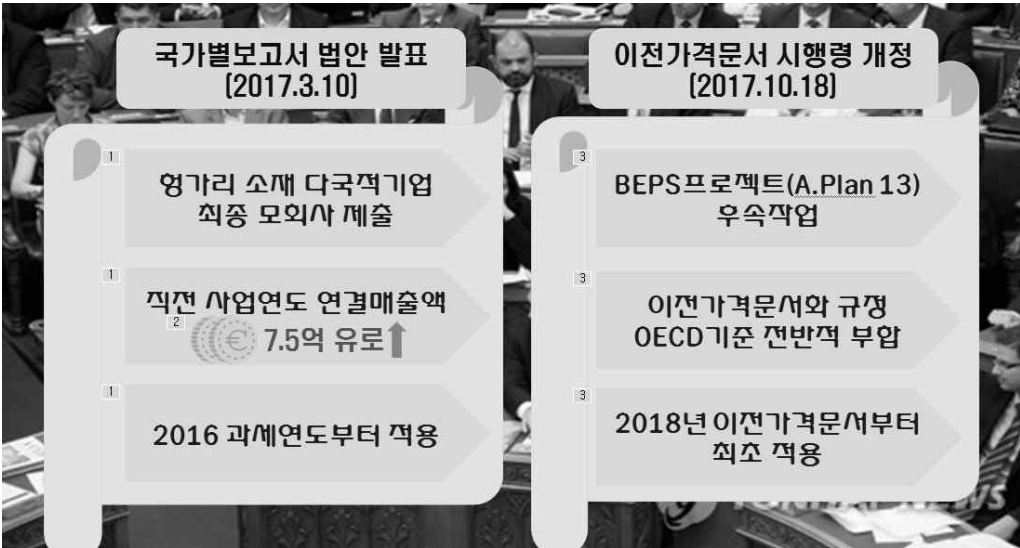 국가별보고서 법안 발표
(2017.3.10)
1
헝가리 소재 다국적기업
최종 모회사 제출
1
직전 사업연도 연결매출액
2
€ 7.5억 유로
1
2016 과세연도부터 적용
이전가격문서 시행령 개정
(2017.10.18)
3
BEPS프로젝트(A.Plan 13)
후속작업
3
이전가격문서화 규정
OECD기준 전반적 부합
3
2018년 이전가격문서부터
최초 적용
NEWS